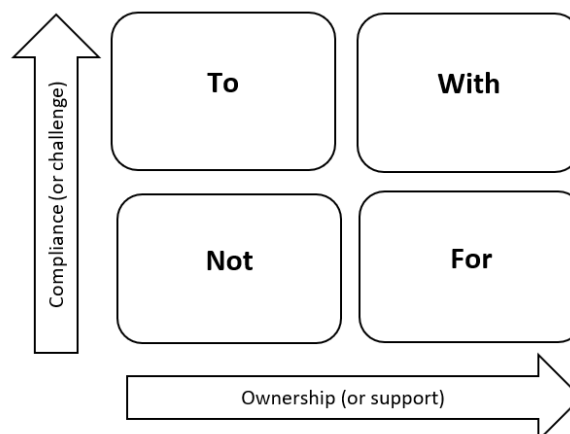 Compliance (or challenge)
To
With
Not
For
Ownership (or support)